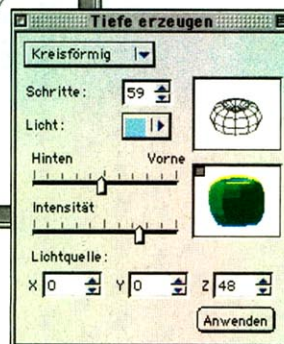 Tiefe erzeugen
Kreisförmig
Schritte: 59
Licht:
Hinten Vorne
Intensität
Lichtquelle:
X 0 Y 0 Z 48
Anwenden